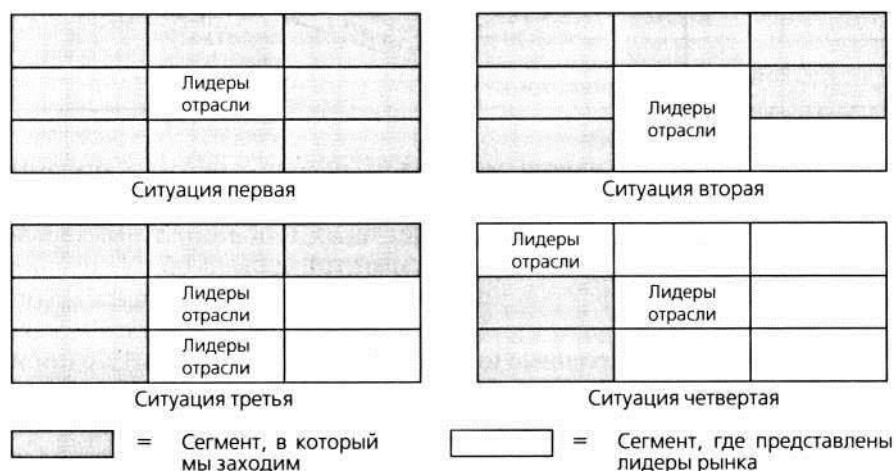 Лидеры
отрасли
Ситуация первая
Лидеры
отрасли
Ситуация вторая
Лидеры
отрасли
Лидеры
отрасли
Ситуация третья
Лидеры
отрасли
Лидеры
отрасли
Ситуация четвертая
= Сегмент, в который
мы заходим
= Сегмент, где представлены
лидеры рынка